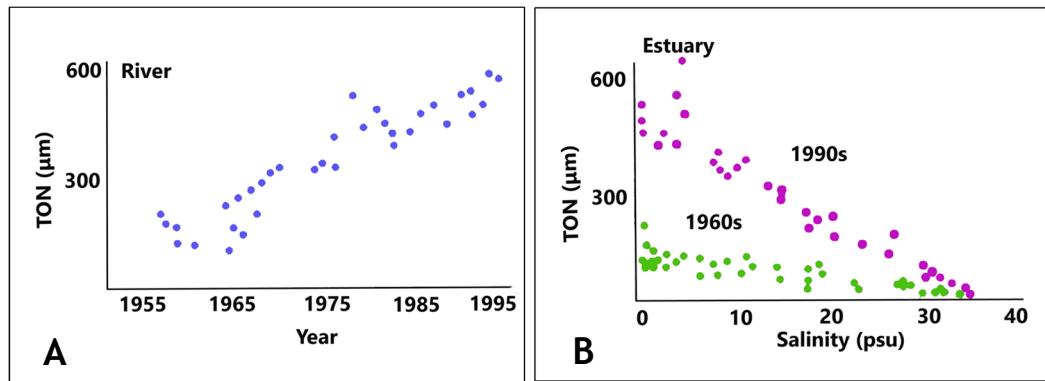 600
River
300
TON (µm)
1955 1965 1975 1985 1995
Year
A
Estuary
600
1990s
300
1960s
TON (µm)
0 10 20 30 40
Salinity (psu)
B